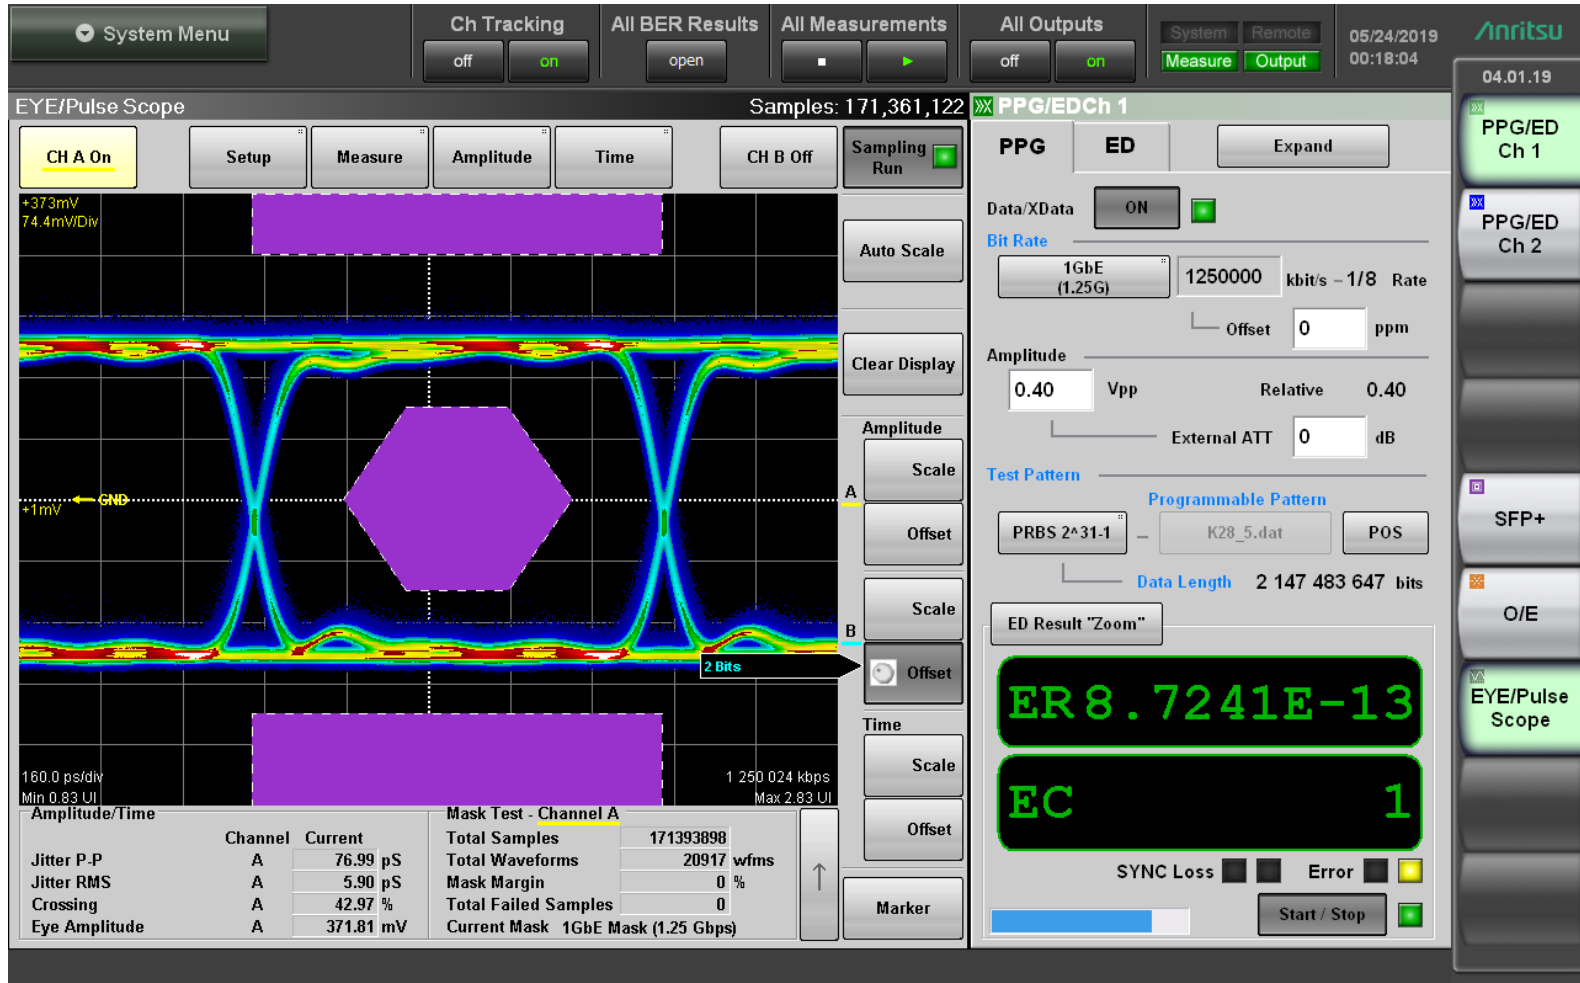 System Menu
Ch Tracking
off
on
All BER Results
open
All Measurements
All Outputs
off
on
System
Remote
Measure
Output
05/24/2019
00:18:04
Anritsu
04.01.19
EYE/Pulse Scope
Samples: 171,361,122
CH A On
Setup
Measure
Amplitude
Time
CH B Off
Sampling
Run
+373mV
74.4mV/Div
GND
+1mV
2 Bits
160.0 ps/div
Min 0.83 UI
1 250 024 kbps
Max 2.83 UI
Auto Scale
Clear Display
Amplitude
A
Scale
Offset
B
Scale
Offset
Time
Scale
Offset
Marker
Amplitude/Time
Channel Current
Jitter P-P A 76.99 pS
Jitter RMS A 5.90 pS
Crossing A 42.97 %
Eye Amplitude A 371.81 mV
Mask Test - Channel A
Total Samples 171393898
Total Waveforms 20917 wfms
Mask Margin 0 %
Total Failed Samples 0
Current Mask 1GbE Mask (1.25 Gbps)
PPG/EDCh 1
PPG
ED
Expand
Data/XData ON
Bit Rate
1GbE
(1.25G)
1250000 kbit/s – 1/8 Rate
Offset 0 ppm
Amplitude
0.40 Vpp Relative 0.40
External ATT 0 dB
Test Pattern
Programmable Pattern
PRBS 2^31-1 – K28_5.dat POS
Data Length 2 147 483 647 bits
ED Result "Zoom"
ER 8.7241E-13
EC 1
SYNC Loss Error
Start / Stop
PPG/ED
Ch 1
PPG/ED
Ch 2
SFP+
O/E
EYE/Pulse
Scope